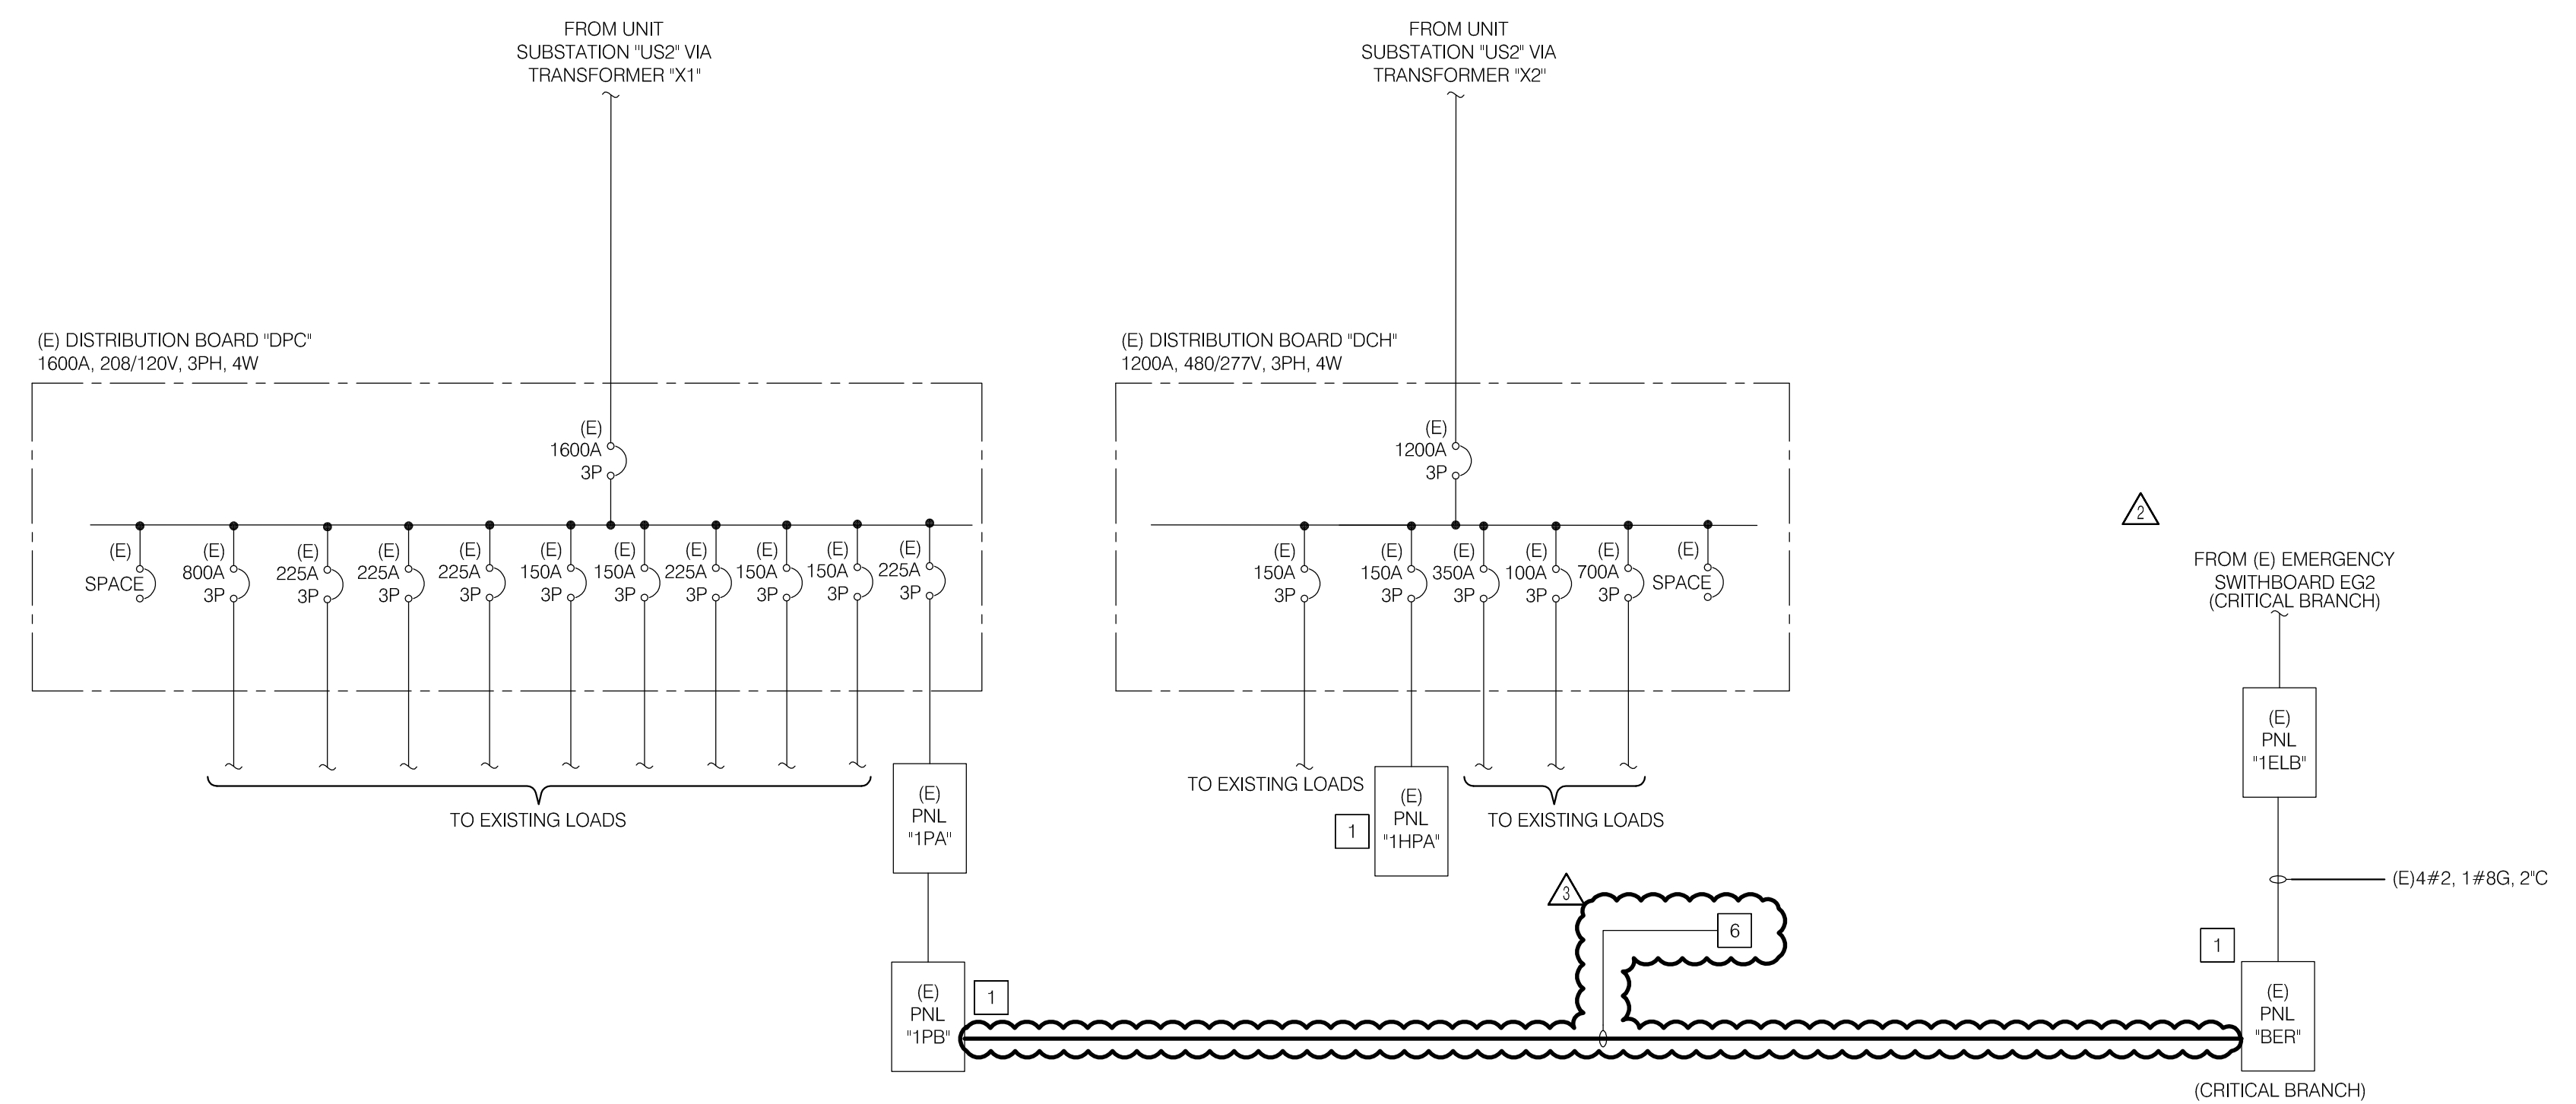 FROM UNIT
SUBSTATION "US2" VIA
TRANSFORMER "X1"
FROM UNIT
SUBSTATION "US2" VIA
TRANSFORMER "X2"
(E) DISTRIBUTION BOARD "DPC"
1600A, 208/120V, 3PH, 4W
(E) DISTRIBUTION BOARD "DCH"
1200A, 480/277V, 3PH, 4W
(E)
1600A
3P
(E)
1200A
3P
(E)
SPACE
(E)
800A
3P
(E)
225A
3P
(E)
225A
3P
(E)
225A
3P
(E)
150A
3P
(E)
150A
3P
(E)
225A
3P
(E)
150A
3P
(E)
150A
3P
(E)
225A
3P
(E)
150A
3P
(E)
150A
3P
(E)
350A
3P
(E)
100A
3P
(E)
700A
3P
(E)
SPACE
2
FROM (E) EMERGENCY
SWITHBOARD EG2
(CRITICAL BRANCH)
(E)
PNL
"1ELB"
TO EXISTING LOADS
(E)
PNL
"1PA"
TO EXISTING LOADS
1
(E)
PNL
"1HPA"
TO EXISTING LOADS
(E)4#2, 1#8G, 2"C
3
6
1
(E)
PNL
"1PB"
1
(E)
PNL
"BER"
(CRITICAL BRANCH)